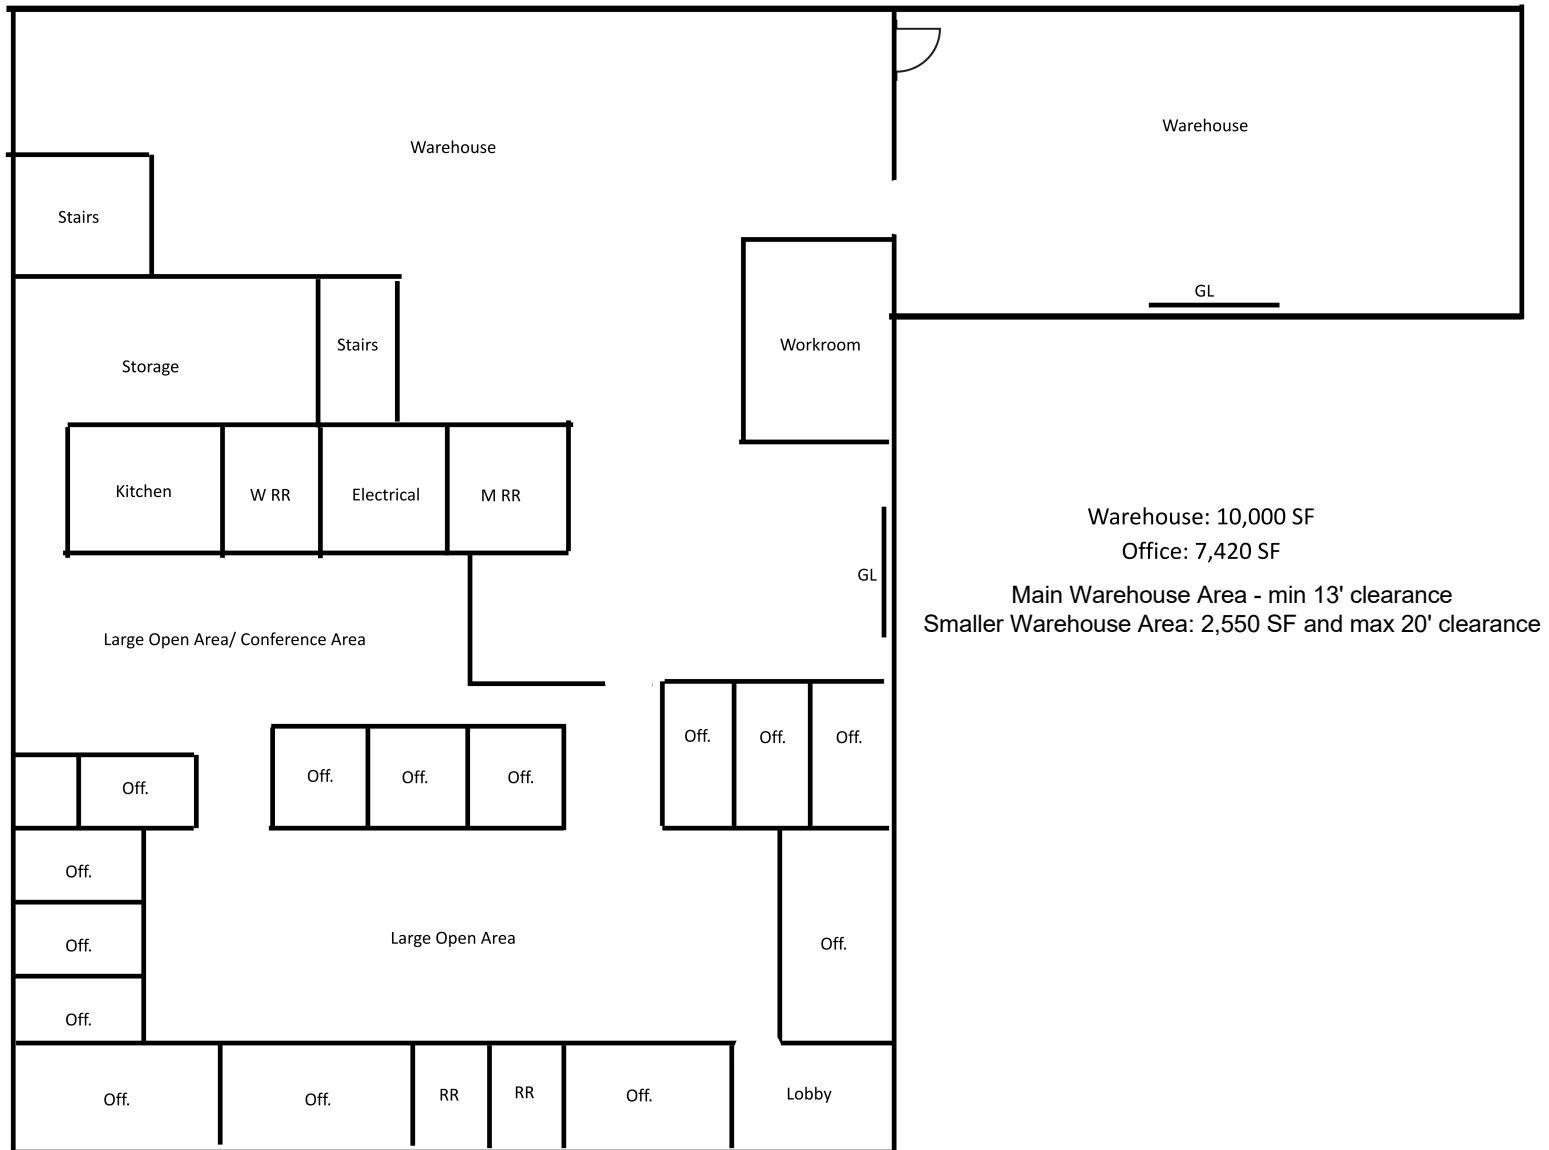 Warehouse
Warehouse
Stairs
GL
Stairs
Workroom
Storage
Kitchen
W RR
Electrical
M RR
Warehouse: 10,000 SF
Office: 7,420 SF
GL
Main Warehouse Area - min 13' clearance
Smaller Warehouse Area: 2,550 SF and max 20' clearance
Large Open Area/ Conference Area
Off.
Off.
Off.
Off.
Off.
Off.
Off.
Off.
Off.
Large Open Area
Off.
Off.
Off.
Off.
RR
RR
Off.
Lobby